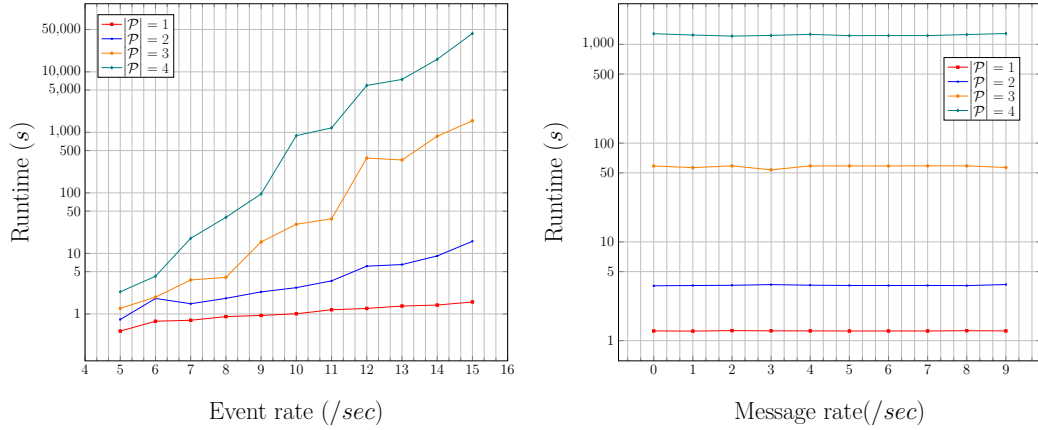 50,000
10,000
5,000
1,000
500
100
50
10
5
1
Runtime (s)
|𝒫| = 1
|𝒫| = 2
|𝒫| = 3
|𝒫| = 4
4 5 6 7 8 9 10 11 12 13 14 15 16
Event rate (/sec)
1,000
500
100
50
10
5
1
Runtime (s)
|𝒫| = 1
|𝒫| = 2
|𝒫| = 3
|𝒫| = 4
0 1 2 3 4 5 6 7 8 9
Message rate(/sec)